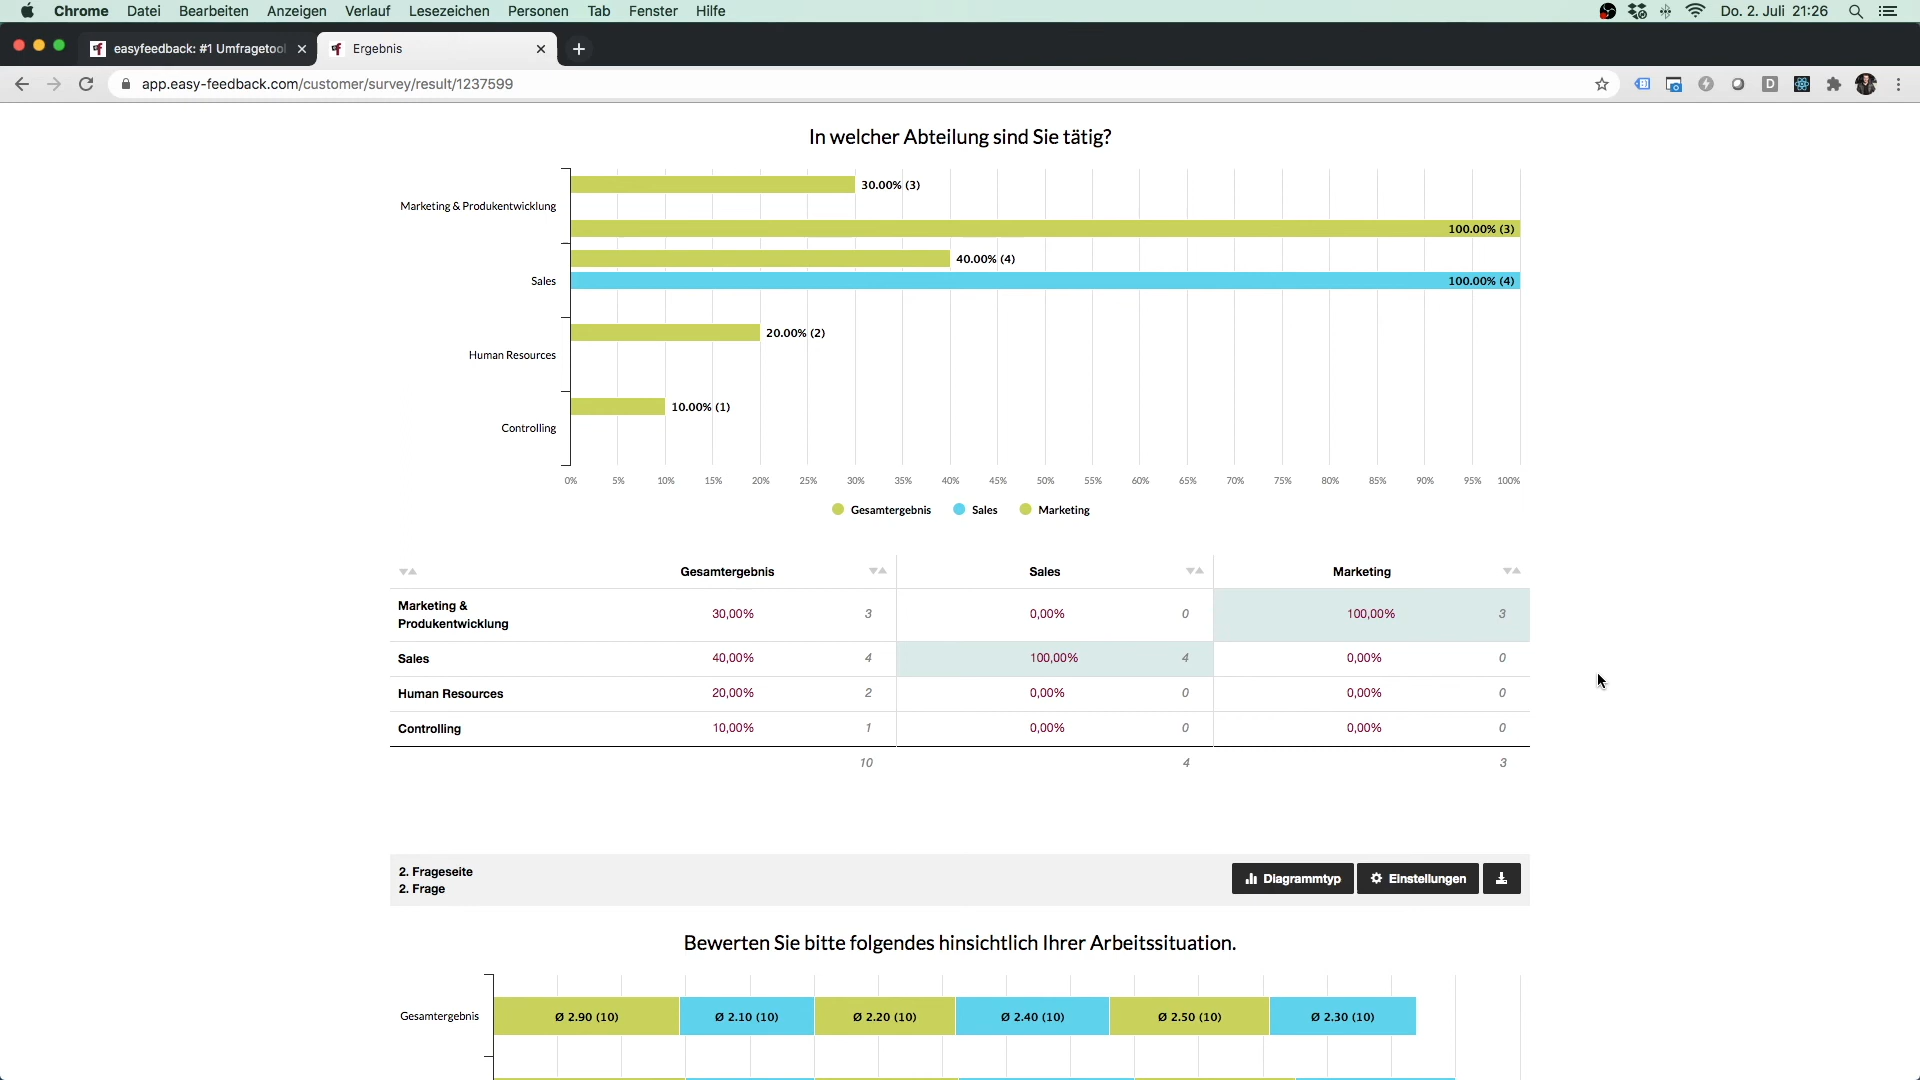 Chrome Datei Bearbeiten Anzeigen Verlauf Lesezeichen Personen Tab Fenster Hilfe Do. 2. Juli 21:26
easyfeedback: #1 Umfragetool Ergebnis
app.easy-feedback.com/customer/survey/result/1237599
In welcher Abteilung sind Sie tätig?
30.00% (3)
Marketing & Produkentwicklung
100.00% (3)
40.00% (4)
Sales 100.00% (4)
20.00% (2)
Human Resources
10.00% (1)
Controlling
0% 5% 10% 15% 20% 25% 30% 35% 40% 45% 50% 55% 60% 65% 70% 75% 80% 85% 90% 95% 100%
Gesamtergebnis Sales Marketing
Gesamtergebnis Sales Marketing
Marketing &
Produkentwicklung 30,00% 3 0,00% 0 100,00% 3
Sales 40,00% 4 100,00% 4 0,00% 0
Human Resources 20,00% 2 0,00% 0 0,00% 0
Controlling 10,00% 1 0,00% 0 0,00% 0
10 4 3
2. Frageseite
2. Frage
Diagrammtyp Einstellungen
Bewerten Sie bitte folgendes hinsichtlich Ihrer Arbeitssituation.
Gesamtergebnis Ø 2.90 (10) Ø 2.10 (10) Ø 2.20 (10) Ø 2.40 (10) Ø 2.50 (10) Ø 2.30 (10)